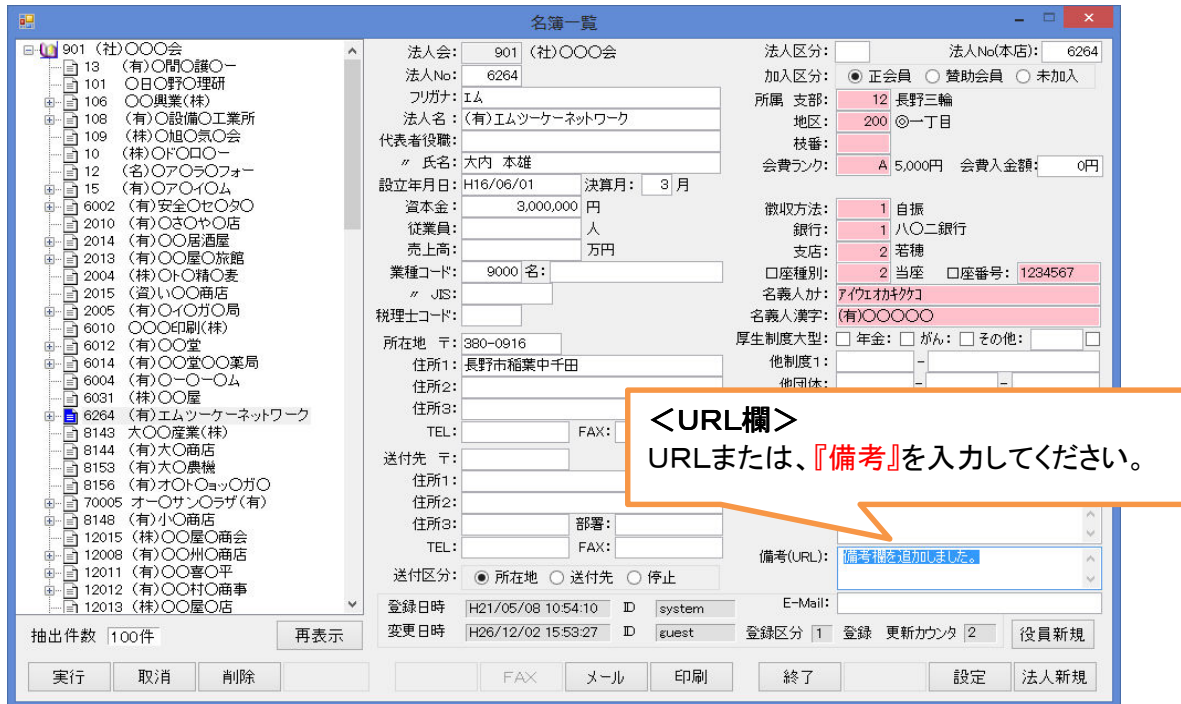 名簿一覧
901 (社)〇〇〇会
13 (有)〇間〇護〇ー
101 〇日〇野〇理研
106 〇〇興業(株)
108 (有)〇設備〇工業所
109 (株)〇旭〇気〇会
10 (株)〇ド〇ロ〇ー
12 (名)〇ア〇ラ〇フォー
15 (有)〇ア〇イ〇ム
6002 (有)安全〇セ〇タ〇
2010 (有)〇さ〇や〇店
2014 (有)〇〇居酒屋
2013 (有)〇〇屋〇旅館
2004 (株)〇ト〇精〇麦
2015 (資)い〇〇商店
2005 (有)〇イ〇ガ〇局
6010 〇〇〇印刷(株)
6012 (有)〇〇堂
6014 (有)〇〇堂〇〇薬局
6004 (有)〇ー〇ー〇ム
6031 (株)〇〇屋
6264 (有)エムツーケーネットワーク
8143 大〇〇産業(株)
8144 (有)大〇商店
8153 (有)大〇農機
8156 (有)オ〇ト〇ョッ〇ガ〇
70005 オー〇サン〇ラザ(有)
8148 (有)小〇商店
12015 (株)〇〇屋〇商会
12008 (有)〇〇州〇商店
12011 (有)〇〇喜〇平
12012 (有)〇〇村〇商事
12013 (株)〇〇屋〇店
抽出件数 100件 再表示
法人会: 901 (社)〇〇〇会
法人No: 6264
フリガナ: エム
法人名: (有)エムツーケーネットワーク
代表者役職:
〃 氏名: 大内 本雄
設立年月日: H16/06/01 決算月: 3 月
資本金: 3,000,000 円
従業員: 人
売上高: 万円
業種コード: 9000 名:
〃 JIS:
税理士コード:
所在地 〒: 380-0916
住所1: 長野市稲葉中千田
住所2:
住所3:
TEL: FAX:
送付先 〒:
住所1:
住所2:
住所3: 部署:
TEL: FAX:
送付区分: 所在地 送付先 停止
登録日時 H21/05/08 10:54:10 ID system
変更日時 H26/12/02 15:53:27 ID guest
法人区分: 法人No(本店): 6264
加入区分: 正会員 賛助会員 未加入
所属 支部: 12 長野三輪
地区: 200 ◎一丁目
枝番:
会費ランク: A 5,000円 会費入金額: 0円
徴収方法: 1 自振
銀行: 1 八〇二銀行
支店: 2 若穂
口座種別: 2 当座 口座番号: 1234567
名義人カナ: アイウエオカキクケコ
名義人漢字: (有)〇〇〇〇〇
厚生制度大型: 年金: がん: その他:
他制度1: -
他団体: - -
<URL欄>
URLまたは、『備考』を入力してください。
備考(URL): 備考欄を追加しました。
E-Mail:
登録区分 1 登録 更新カウンタ 2 役員新規
実行 取消 削除 FAX メール 印刷 終了 設定 法人新規